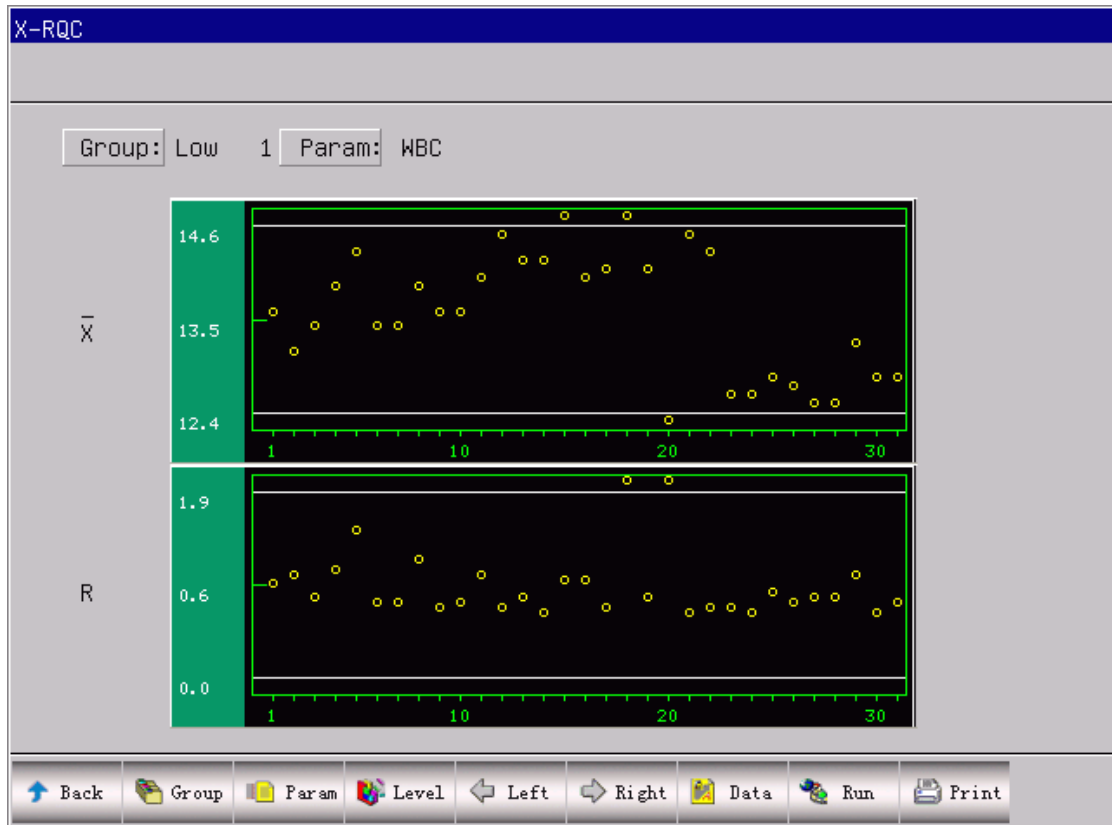 X-RQC
Group: Low 1 Param: WBC
14.6
X̄
13.5
12.4
1 10 20 30
1.9
R
0.6
0.0
1 10 20 30
Back Group Param Level Left Right Data Run Print